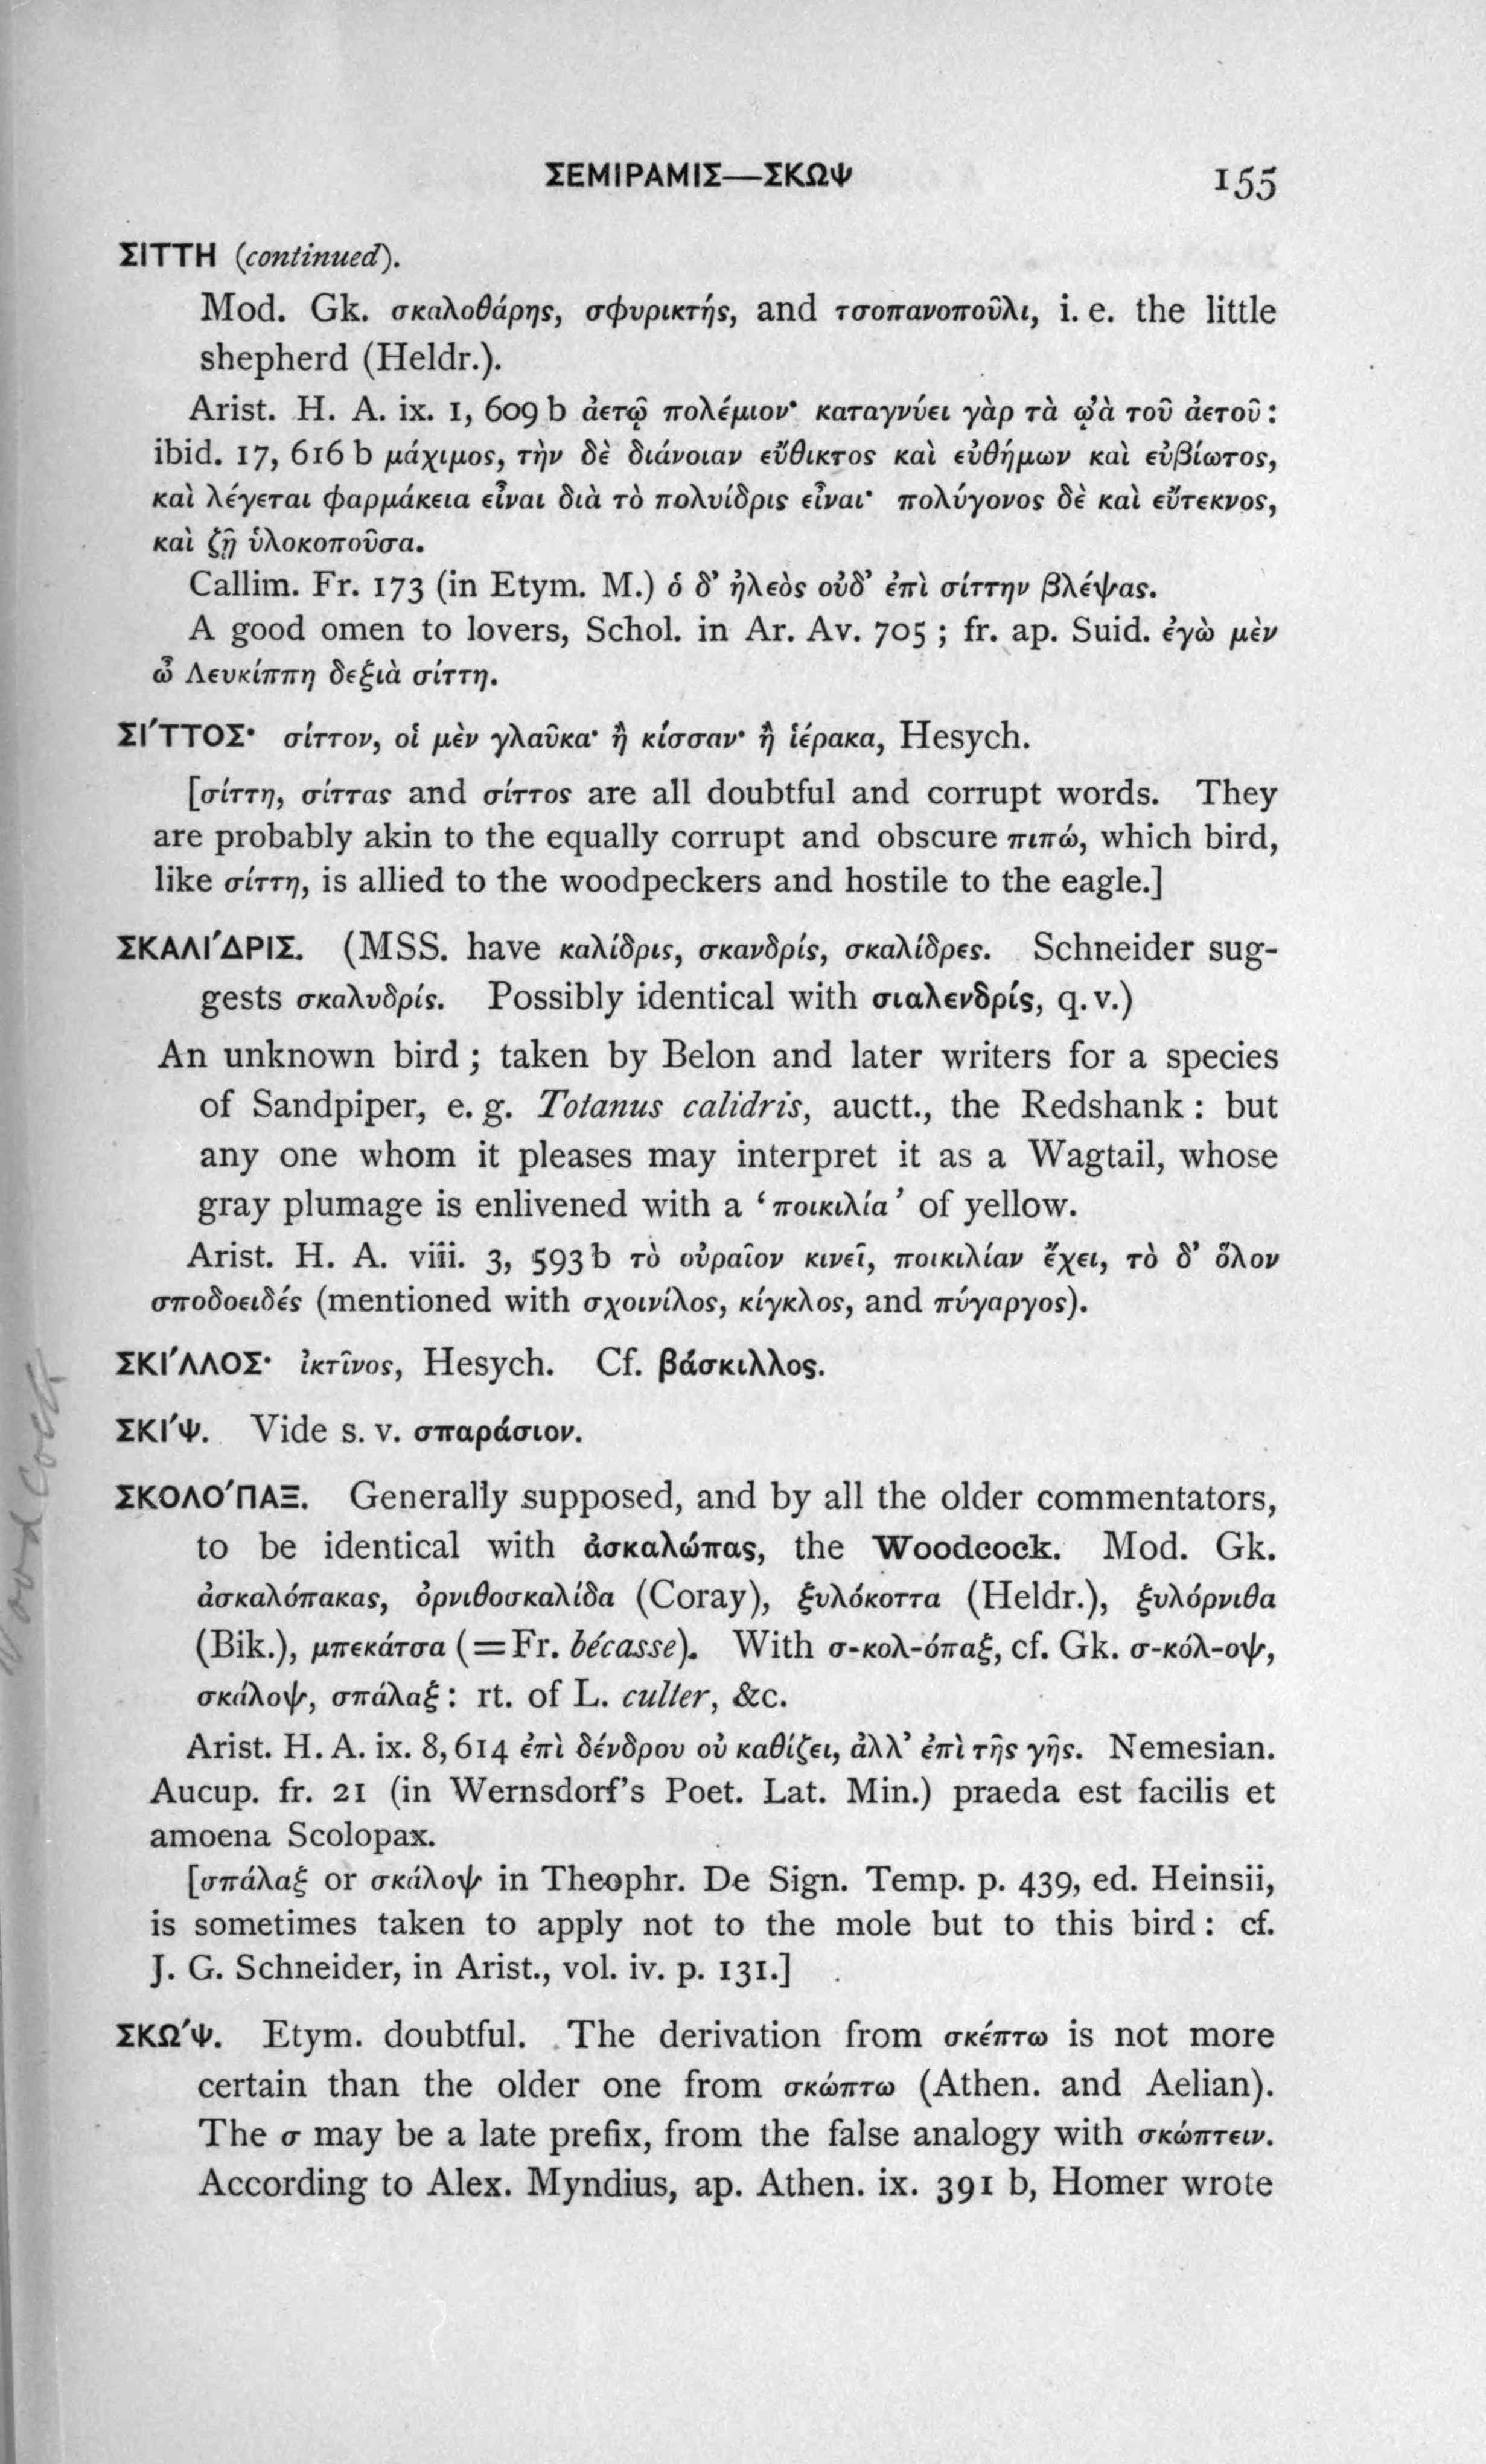 ΣΕΜΙΡΑΜΙΣ—ΣΚΩΨ 155
ΣΙΤΤΗ (continued).
Mod. Gk. σκαλοθάρης, σφυρικτής, and τσοπανοποῦλι, i. e. the little
shepherd (Heldr.).
Arist. H. A. ix. 1, 609 b ἀετῷ πολέμιον· καταγνύει γὰρ τὰ ᾠὰ τοῦ ἀετοῦ :
ibid. 17, 616 b μάχιμος, τὴν δὲ διάνοιαν εὔθικτος καὶ εὐθήμων καὶ εὐβίωτος,
καὶ λέγεται φαρμάκεια εἶναι διὰ τὸ πολυίδρις εἶναι· πολύγονος δὲ καὶ εὔτεκνος,
καὶ ζῇ ὑλοκοποῦσα.
Callim. Fr. 173 (in Etym. M.) ὁ δ’ ἠλεὸς οὐδ’ ἐπὶ σίττην βλέψας.
A good omen to lovers, Schol. in Ar. Av. 705 ; fr. ap. Suid. ἐγὼ μὲν
ὦ Λευκίππη δεξιὰ σίττη.
ΣΙ´ΤΤΟΣ· σίττον, οἱ μὲν γλαῦκα· ἢ κίσσαν· ἢ ἱέρακα, Hesych.
[σίττη, σίττας and σίττος are all doubtful and corrupt words. They
are probably akin to the equally corrupt and obscure πιπώ, which bird,
like σίττη, is allied to the woodpeckers and hostile to the eagle.]
ΣΚΑΛΙ´ΔΡΙΣ. (MSS. have καλίδρις, σκανδρίς, σκαλίδρες. Schneider sug-
gests σκαλυδρίς. Possibly identical with σιαλενδρίς, q. v.)
An unknown bird ; taken by Belon and later writers for a species
of Sandpiper, e. g. Totanus calidris, auctt., the Redshank : but
any one whom it pleases may interpret it as a Wagtail, whose
gray plumage is enlivened with a ‘ποικιλία’ of yellow.
Arist. H. A. viii. 3, 593 b τὸ οὐραῖον κινεῖ, ποικιλίαν ἔχει, τὸ δ’ ὅλον
σποδοειδές (mentioned with σχοινίλος, κίγκλος, and πύγαργος).
ΣΚΙ´ΛΛΟΣ· ἰκτῖνος, Hesych. Cf. βάσκιλλος.
ΣΚΙ´Ψ. Vide s. v. σπαράσιον.
ΣΚΟΛΟ´ΠΑΞ. Generally supposed, and by all the older commentators,
to be identical with ἀσκαλώπας, the Woodcock. Mod. Gk.
ἀσκαλόπακας, ὀρνιθοσκαλίδα (Coray), ξυλόκοττα (Heldr.), ξυλόρνιθα
(Bik.), μπεκάτσα (=Fr. bécasse). With σ-κολ-όπαξ, cf. Gk. σ-κόλ-οψ,
σκάλοψ, σπάλαξ : rt. of L. culter, &c.
Arist. H. A. ix. 8, 614 ἐπὶ δένδρου οὐ καθίζει, ἀλλ’ ἐπὶ τῆς γῆς. Nemesian.
Aucup. fr. 21 (in Wernsdorf's Poet. Lat. Min.) praeda est facilis et
amoena Scolopax.
[σπάλαξ or σκάλοψ in Theophr. De Sign. Temp. p. 439, ed. Heinsii,
is sometimes taken to apply not to the mole but to this bird : cf.
J. G. Schneider, in Arist., vol. iv. p. 131.]
ΣΚΩ´Ψ. Etym. doubtful. The derivation from σκέπτω is not more
certain than the older one from σκώπτω (Athen. and Aelian).
The σ may be a late prefix, from the false analogy with σκώπτειν.
According to Alex. Myndius, ap. Athen. ix. 391 b, Homer wrote
Woodcock